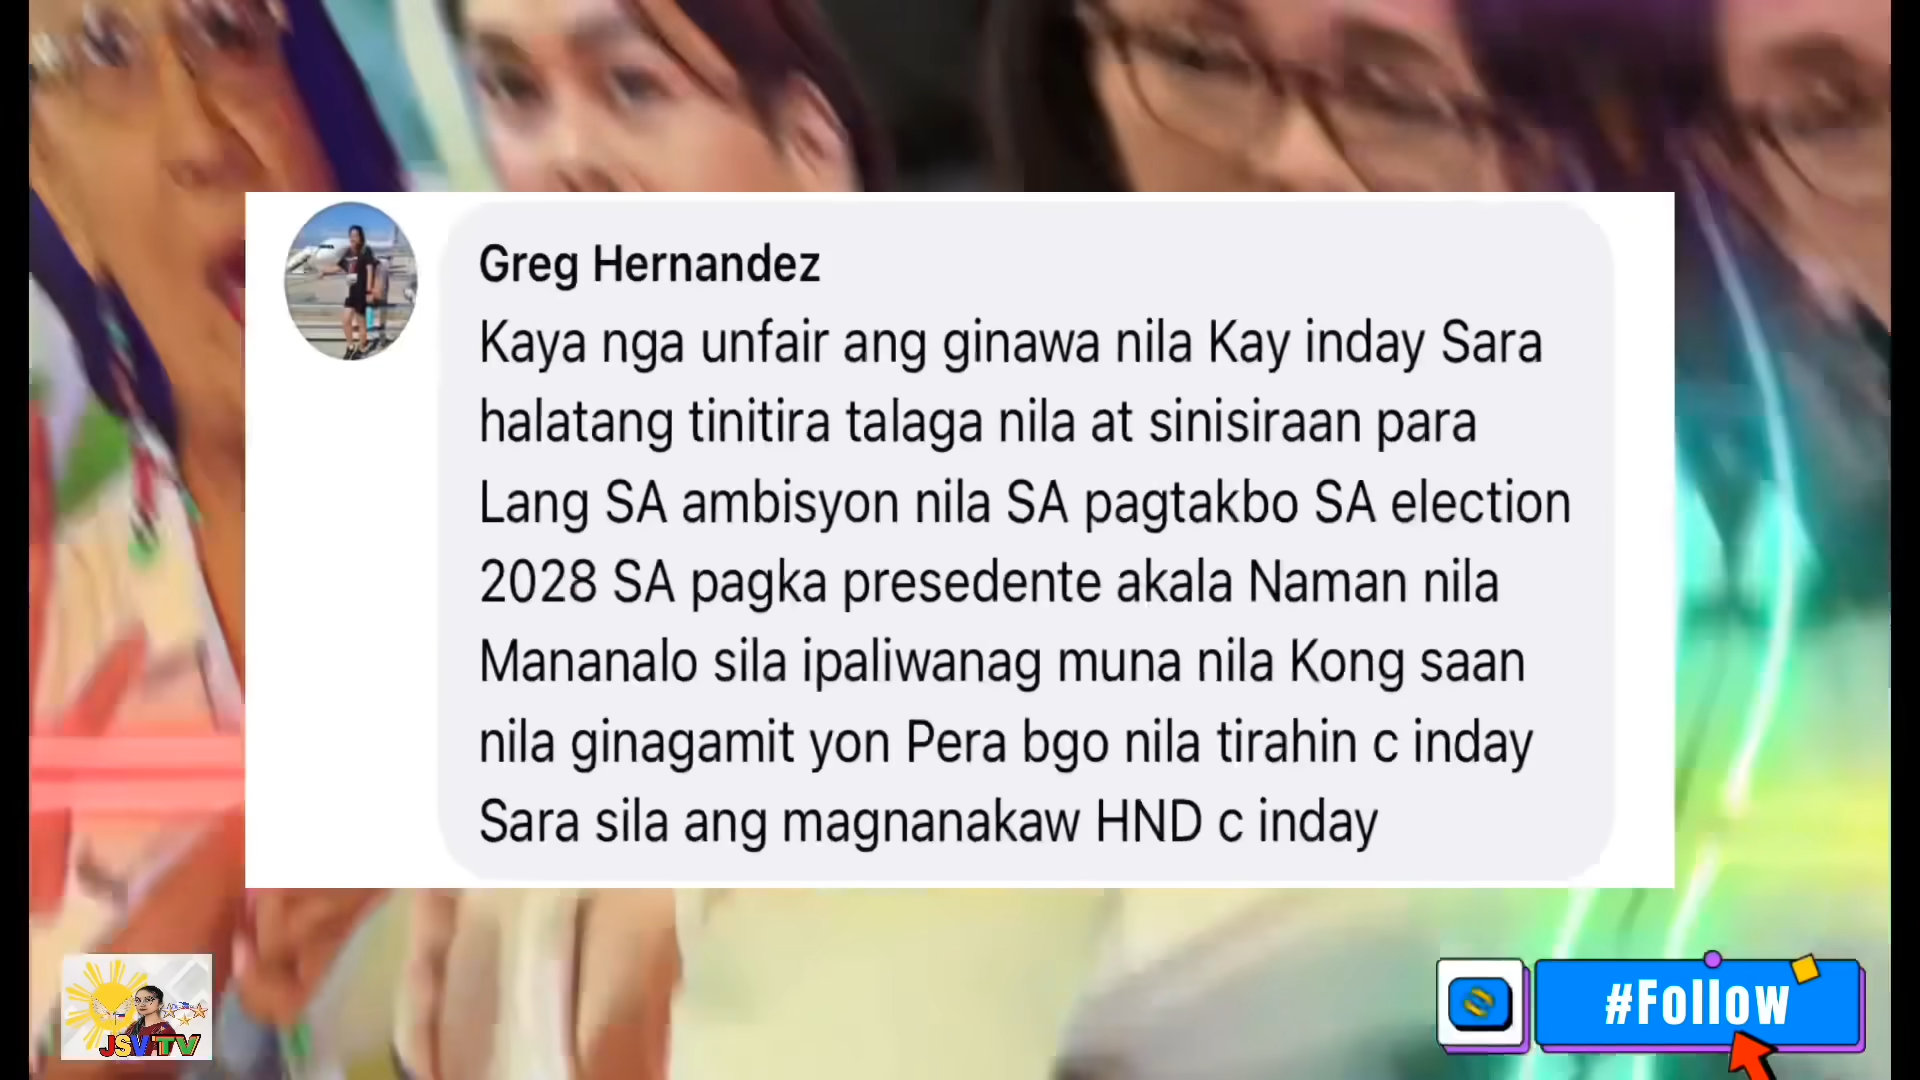 Greg Hernandez
Kaya nga unfair ang ginawa nila Kay inday Sara
halatang tinitira talaga nila at sinisiraan para
Lang SA ambisyon nila SA pagtakbo SA election
2028 SA pagka presedente akala Naman nila
Mananalo sila ipaliwanag muna nila Kong saan
nila ginagamit yon Pera bgo nila tirahin c inday
Sara sila ang magnanakaw HND c inday
JSV TV
#Follow